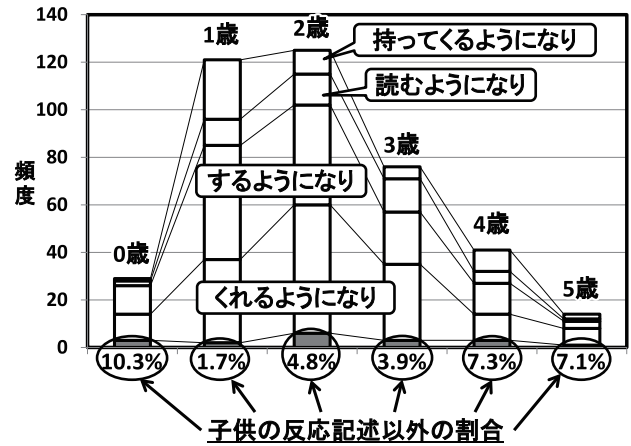 140
120
100
80
60
40
20
0
頻度
0歳
1歳
2歳
3歳
4歳
5歳
持ってくるようになり
読むようになり
するようになり
くれるようになり
10.3%
1.7%
4.8%
3.9%
7.3%
7.1%
子供の反応記述以外の割合